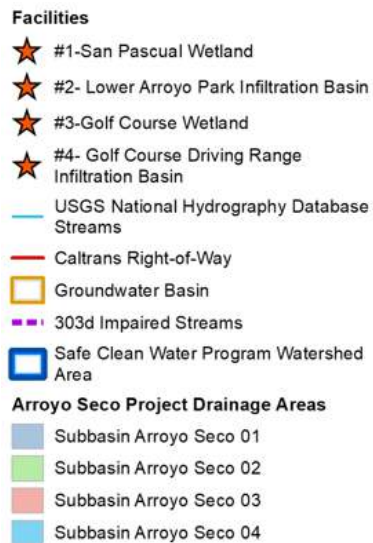 Facilities
#1-San Pascual Wetland
#2- Lower Arroyo Park Infiltration Basin
#3-Golf Course Wetland
#4- Golf Course Driving Range
Infiltration Basin
USGS National Hydrography Database
Streams
Caltrans Right-of-Way
Groundwater Basin
303d Impaired Streams
Safe Clean Water Program Watershed
Area
Arroyo Seco Project Drainage Areas
Subbasin Arroyo Seco 01
Subbasin Arroyo Seco 02
Subbasin Arroyo Seco 03
Subbasin Arroyo Seco 04